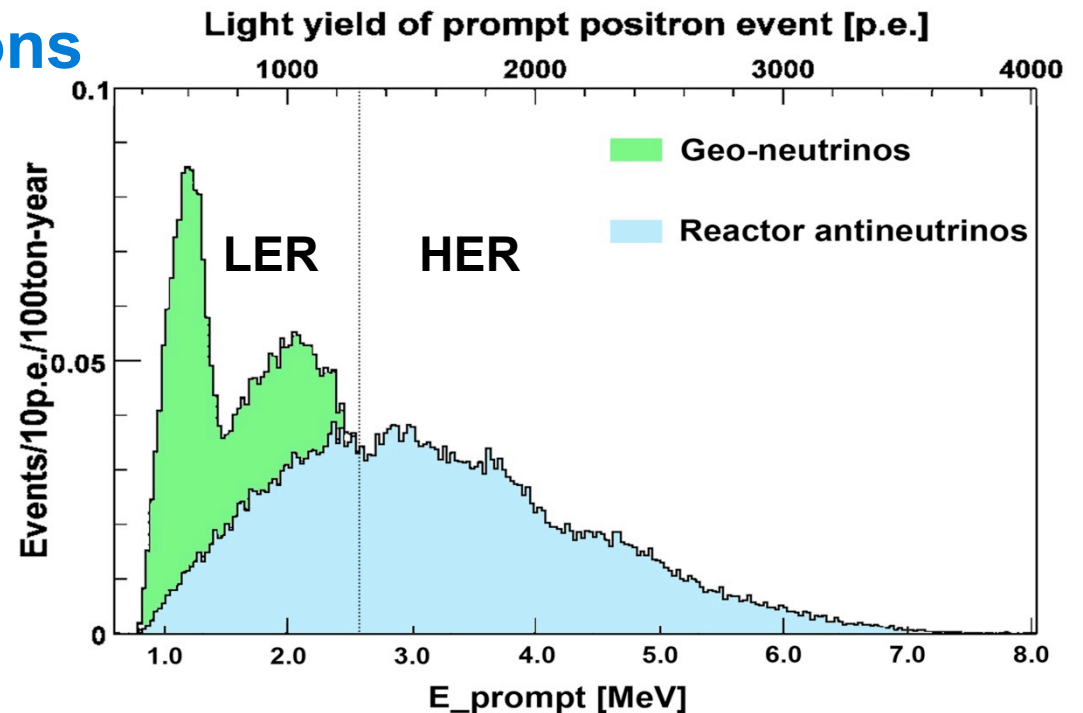 ons
Light yield of prompt positron event [p.e.]
1000 2000 3000 4000
0.1
Geo-neutrinos
LER HER
Reactor antineutrinos
Events/10p.e./100ton-year
0.05
0
1.0 2.0 3.0 4.0 5.0 6.0 7.0 8.0
E_prompt [MeV]